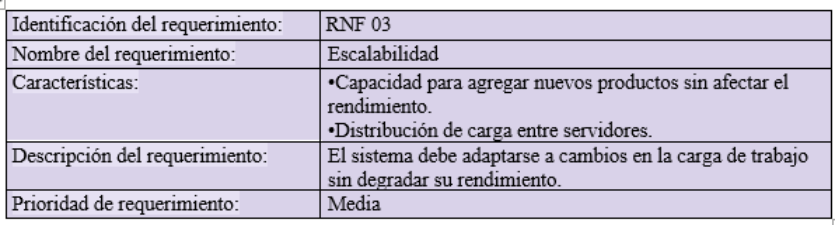 Identificación del requerimiento: RNF 03
Nombre del requerimiento: Escalabilidad
Características: •Capacidad para agregar nuevos productos sin afectar el
rendimiento.
•Distribución de carga entre servidores.
Descripción del requerimiento: El sistema debe adaptarse a cambios en la carga de trabajo
sin degradar su rendimiento.
Prioridad de requerimiento: Media